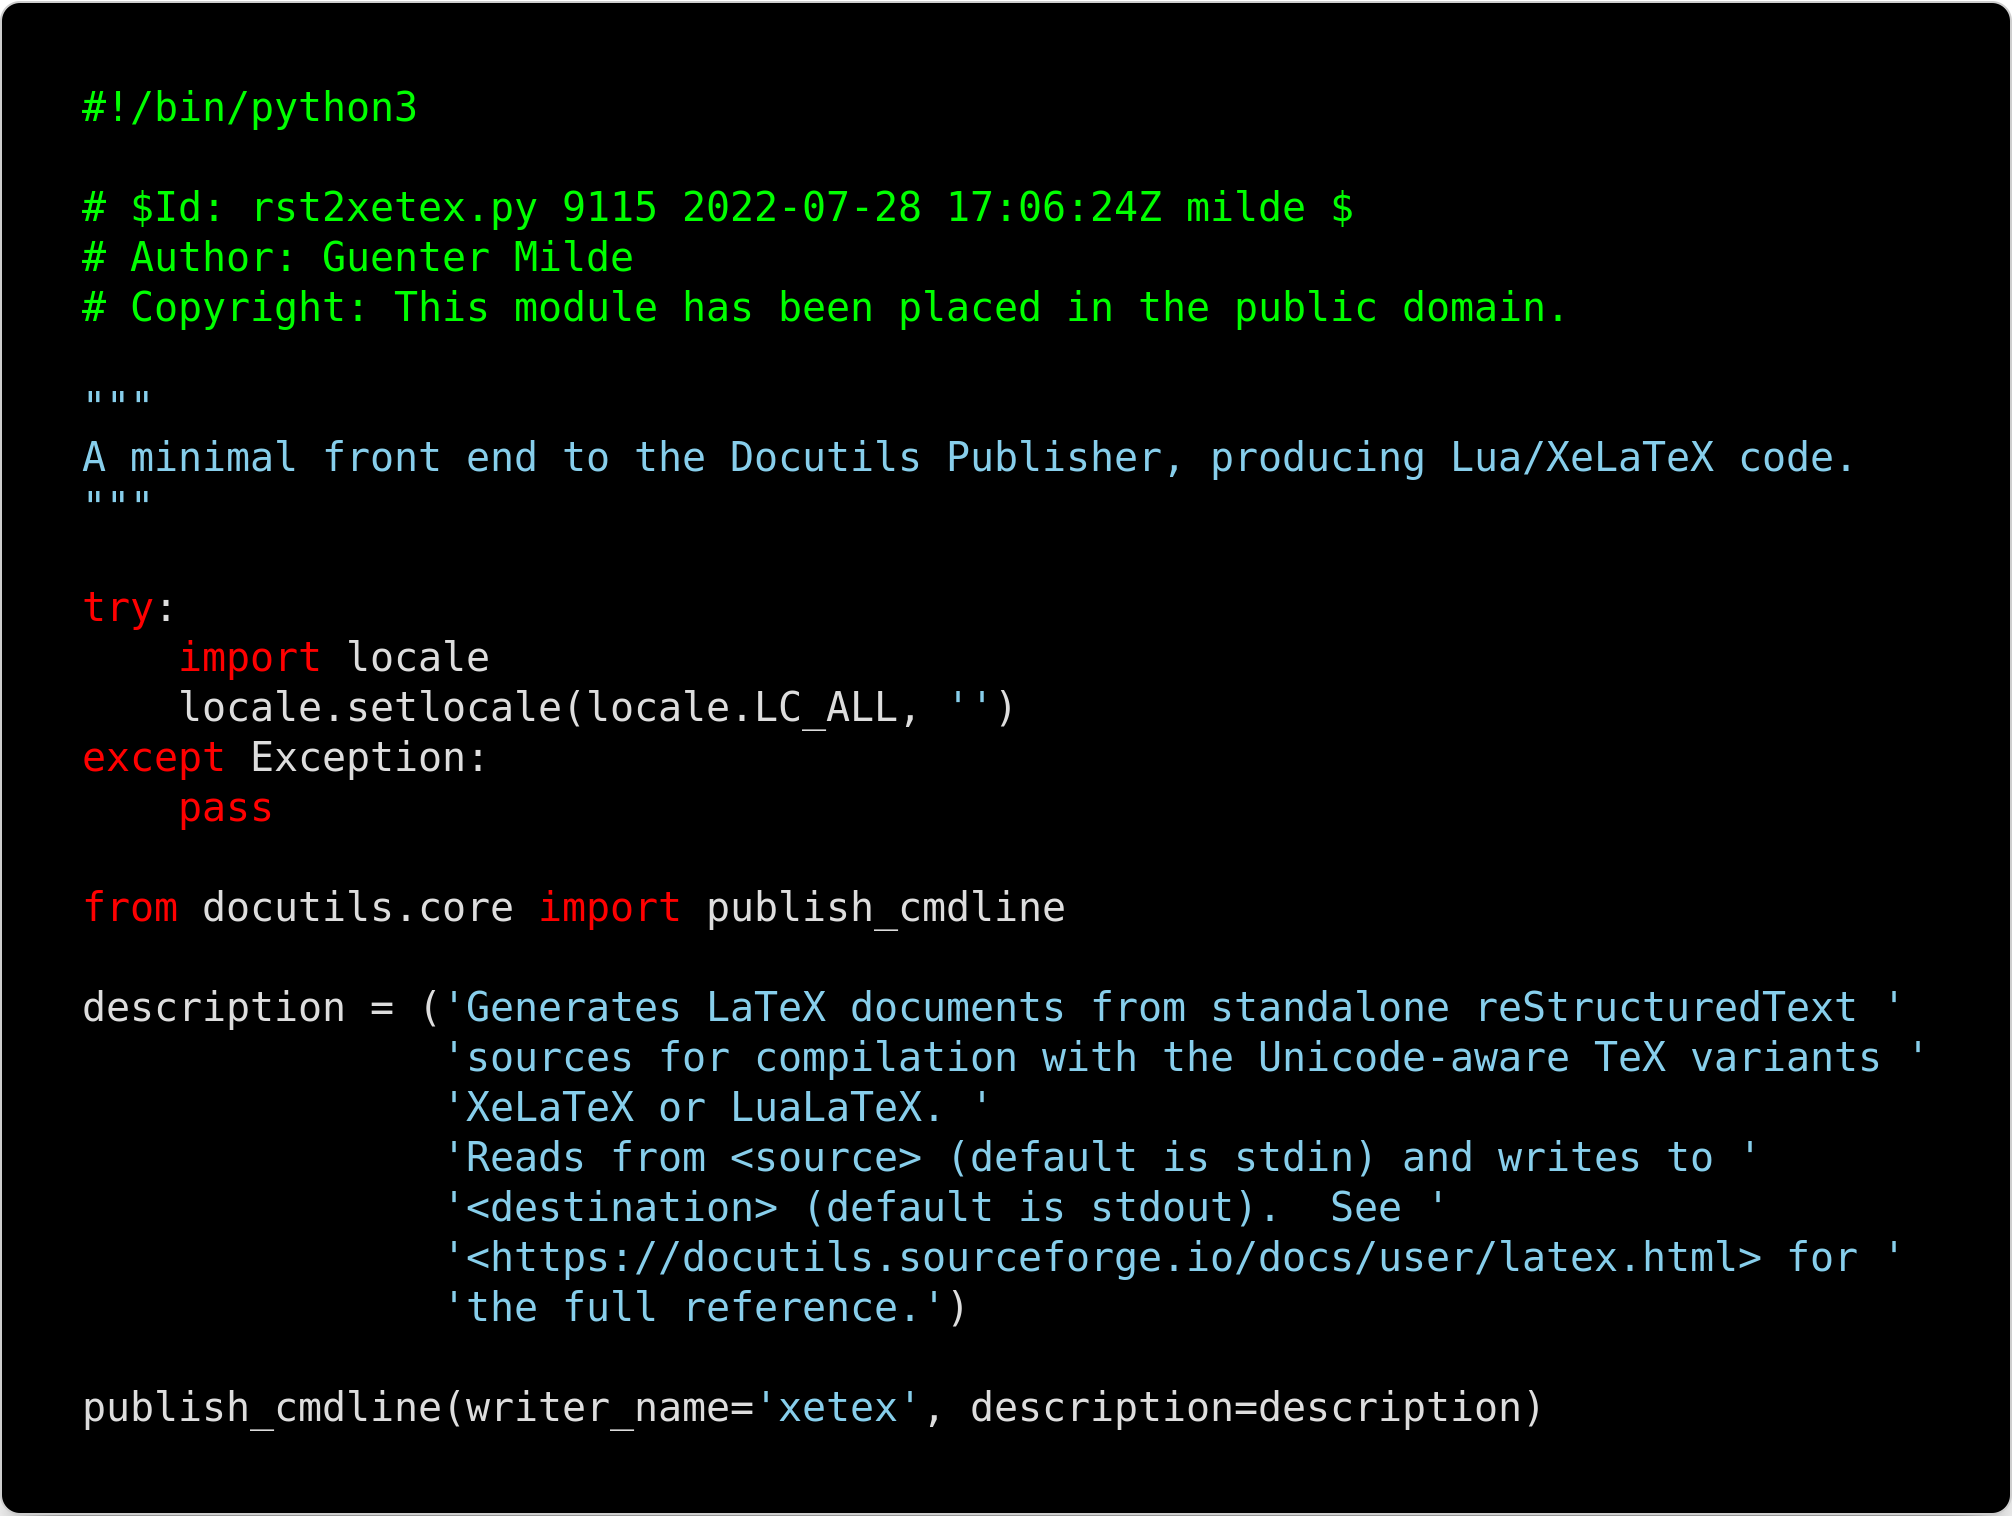 #!/bin/python3

# $Id: rst2xetex.py 9115 2022-07-28 17:06:24Z milde $
# Author: Guenter Milde
# Copyright: This module has been placed in the public domain.

"""
A minimal front end to the Docutils Publisher, producing Lua/XeLaTeX code.
"""

try:
    import locale
    locale.setlocale(locale.LC_ALL, '')
except Exception:
    pass

from docutils.core import publish_cmdline

description = ('Generates LaTeX documents from standalone reStructuredText '
               'sources for compilation with the Unicode-aware TeX variants '
               'XeLaTeX or LuaLaTeX. '
               'Reads from <source> (default is stdin) and writes to '
               '<destination> (default is stdout).  See '
               '<https://docutils.sourceforge.io/docs/user/latex.html> for '
               'the full reference.')

publish_cmdline(writer_name='xetex', description=description)